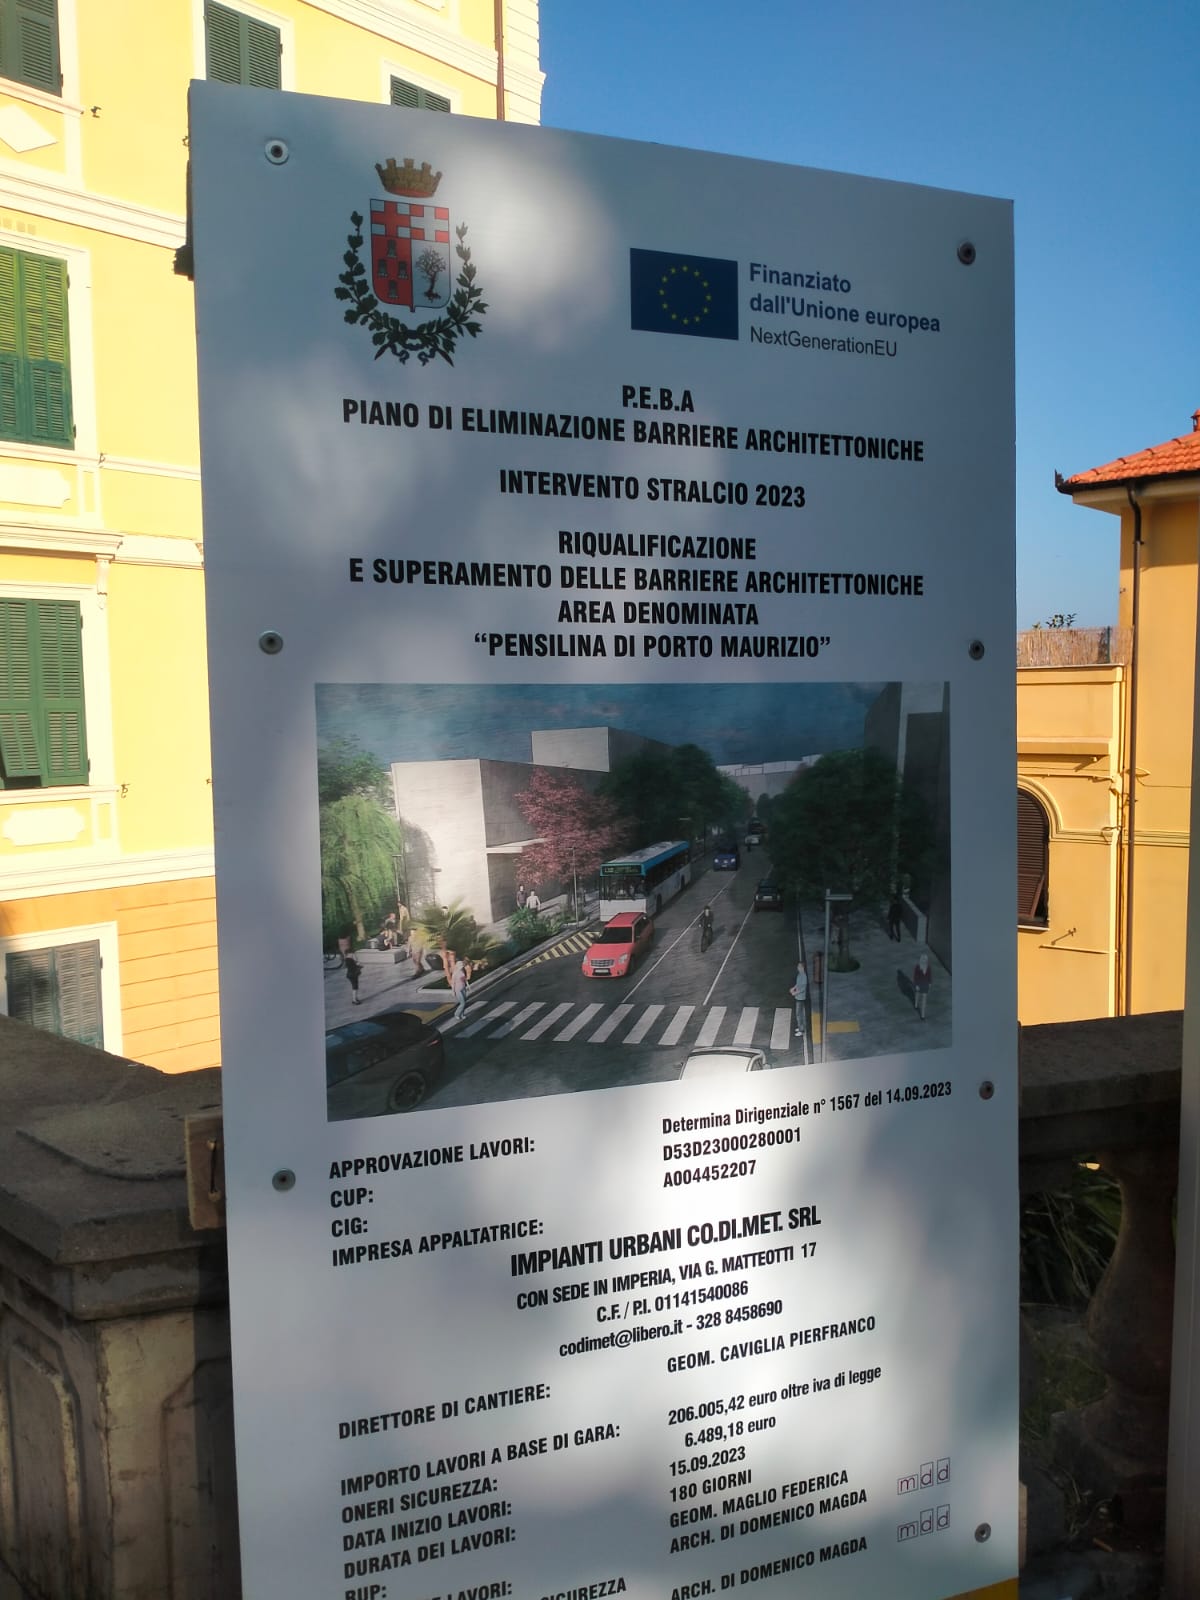 Finanziato
dall'Unione europea
NextGenerationEU
P.E.B.A
PIANO DI ELIMINAZIONE BARRIERE ARCHITETTONICHE
INTERVENTO STRALCIO 2023
RIQUALIFICAZIONE
E SUPERAMENTO DELLE BARRIERE ARCHITETTONICHE
AREA DENOMINATA
“PENSILINA DI PORTO MAURIZIO”
APPROVAZIONE LAVORI: Determina Dirigenziale n° 1567 del 14.09.2023
CUP: D53D23000280001
CIG: A004452207
IMPRESA APPALTATRICE:
IMPIANTI URBANI CO.DI.MET. SRL
CON SEDE IN IMPERIA, VIA G. MATTEOTTI 17
C.F. / P.I. 01141540086
codimet@libero.it - 328 8458690
DIRETTORE DI CANTIERE: GEOM. CAVIGLIA PIERFRANCO
IMPORTO LAVORI A BASE DI GARA: 206.005,42 euro oltre iva di legge
ONERI SICUREZZA: 6.489,18 euro
DATA INIZIO LAVORI: 15.09.2023
DURATA DEI LAVORI: 180 GIORNI
RUP: GEOM. MAGLIO FEDERICA
LAVORI: ARCH. DI DOMENICO MAGDA mdd
SICUREZZA ARCH. DI DOMENICO MAGDA mdd